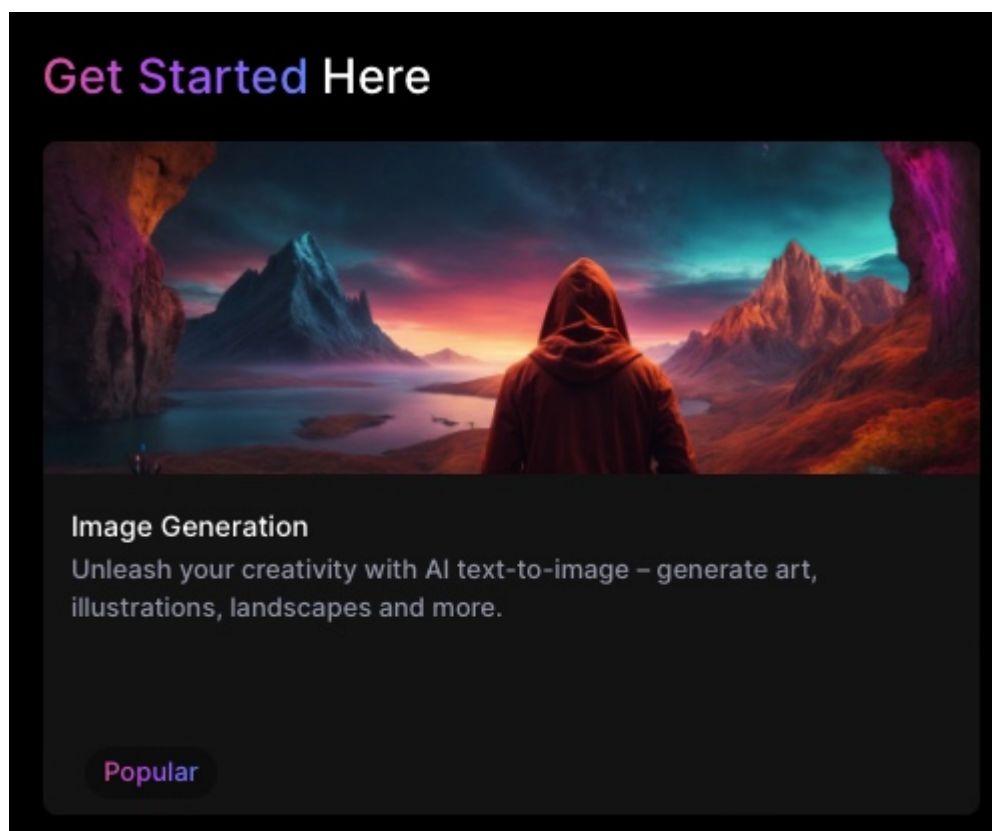 Get Started Here
Image Generation
Unleash your creativity with AI text-to-image – generate art,
illustrations, landscapes and more.
Popular